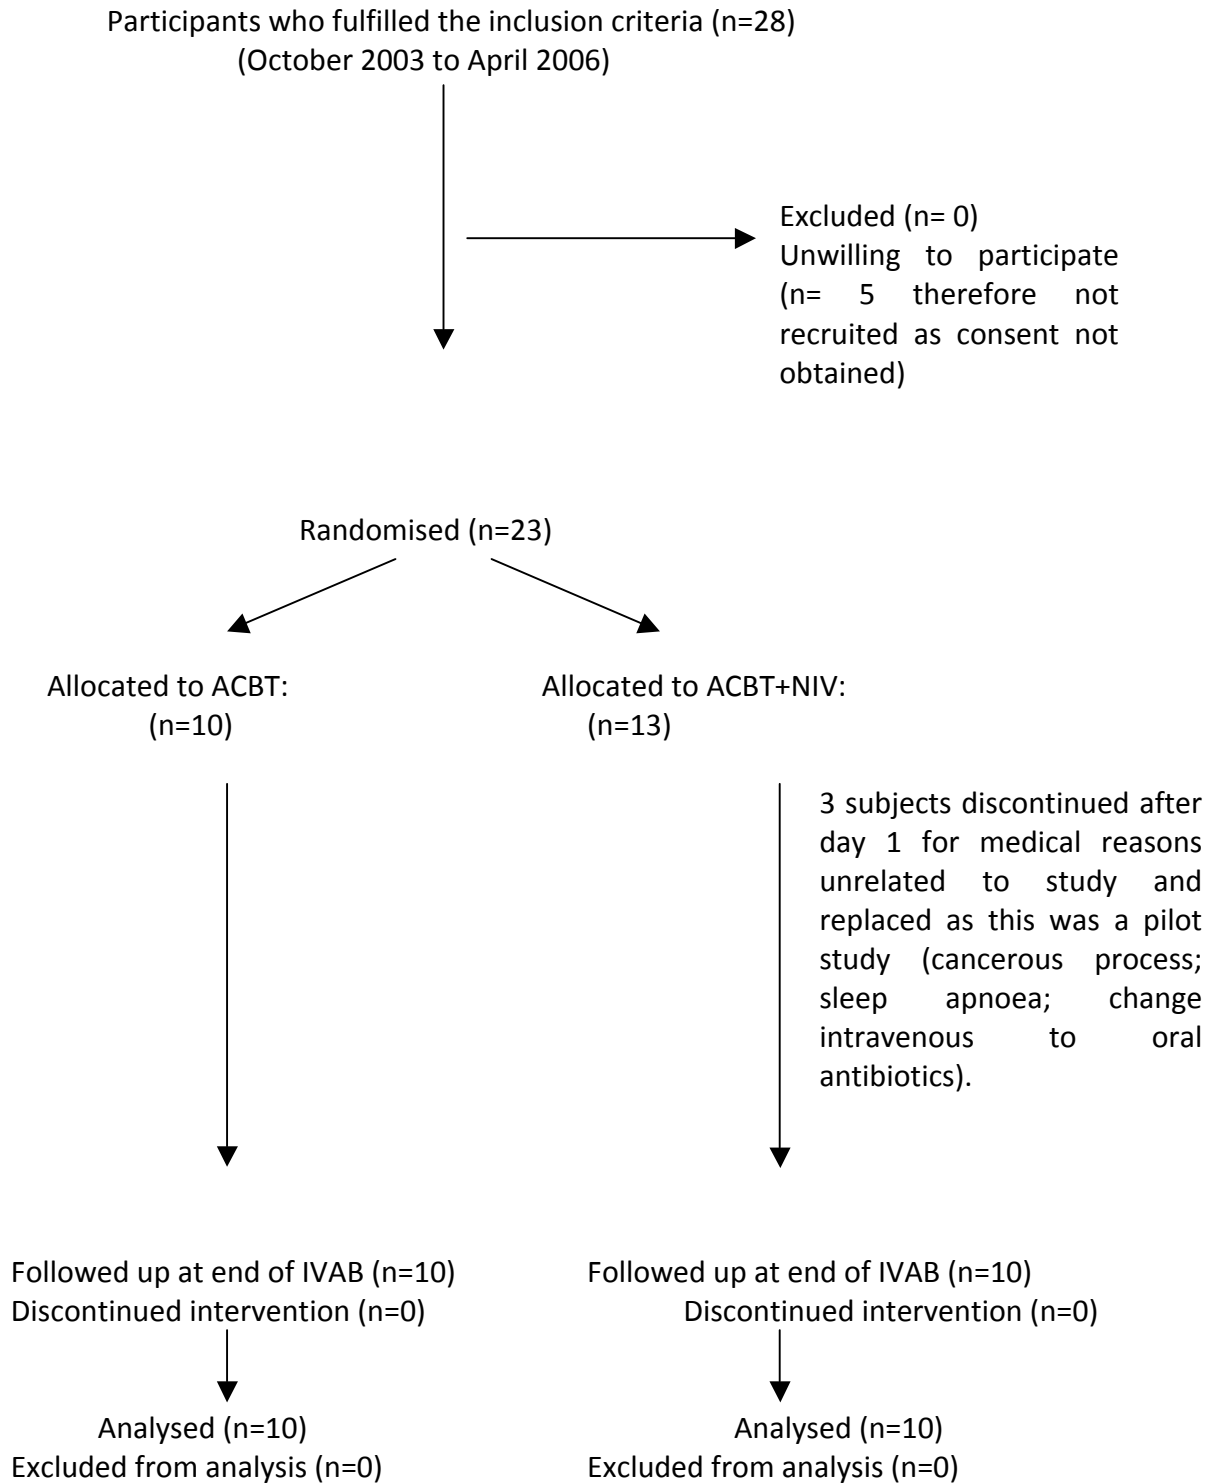 Participants who fulfilled the inclusion criteria (n=28)
(October 2003 to April 2006)
Excluded (n= 0)
Unwilling to participate
(n= 5 therefore not
recruited as consent not
obtained)
Randomised (n=23)
Allocated to ACBT:
(n=10)
Allocated to ACBT+NIV:
(n=13)
3 subjects discontinued after
day 1 for medical reasons
unrelated to study and
replaced as this was a pilot
study (cancerous process;
sleep apnoea; change
intravenous to oral
antibiotics).
Followed up at end of IVAB (n=10)
Discontinued intervention (n=0)
Followed up at end of IVAB (n=10)
Discontinued intervention (n=0)
Analysed (n=10)
Excluded from analysis (n=0)
Analysed (n=10)
Excluded from analysis (n=0)